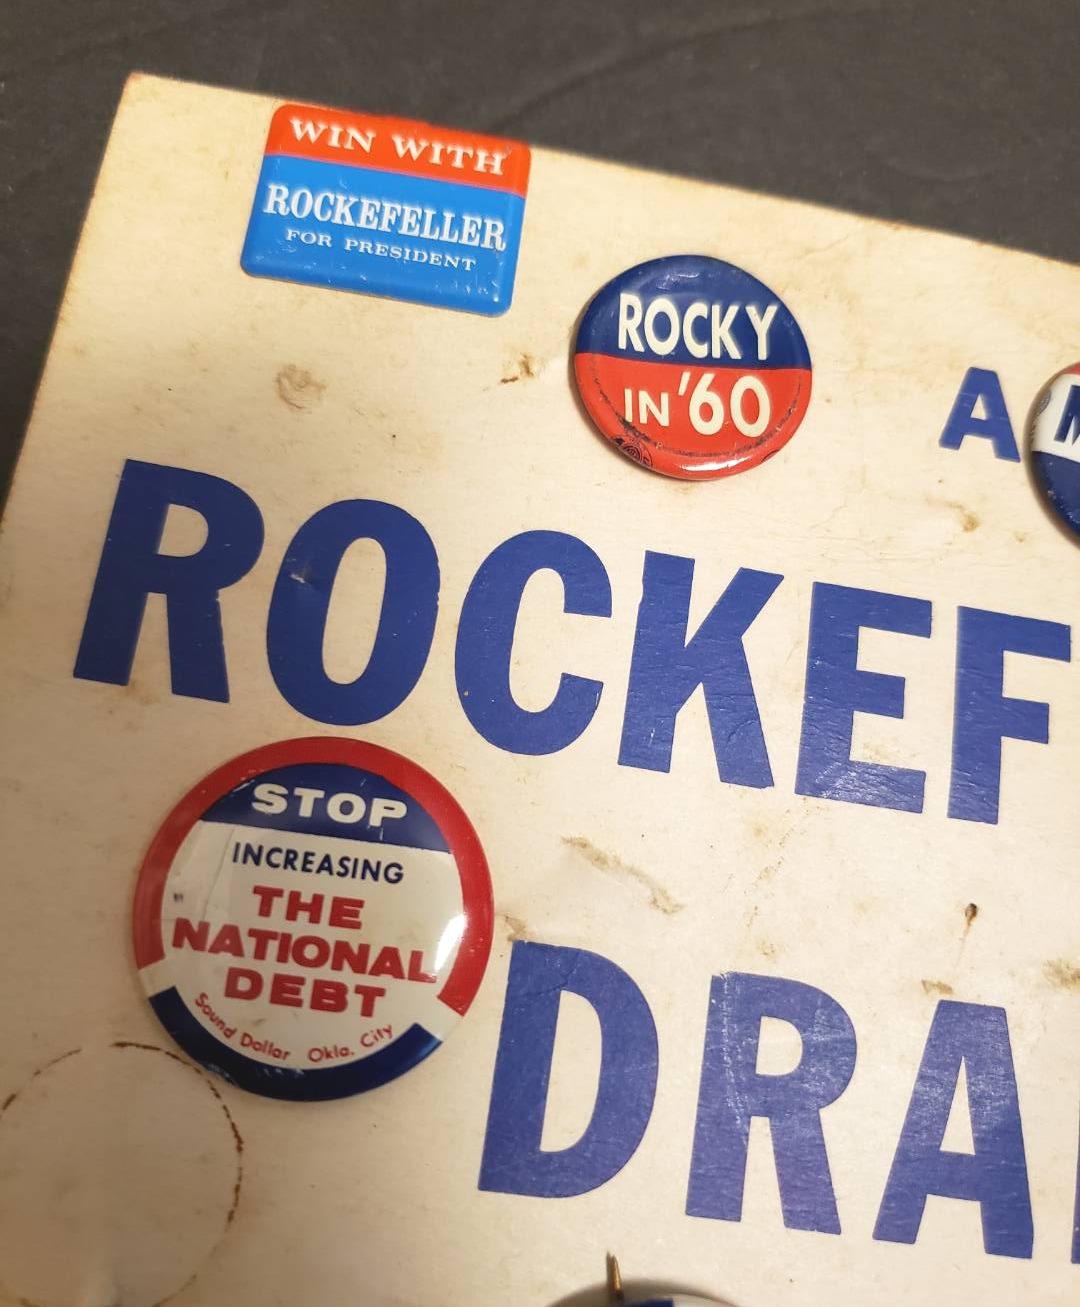 WIN WITH
ROCKEFELLER
FOR PRESIDENT
ROCKY
IN '60
A
ROCKEF
STOP
INCREASING
THE
NATIONAL
DEBT
Sound Dollar Okla. City
DRA